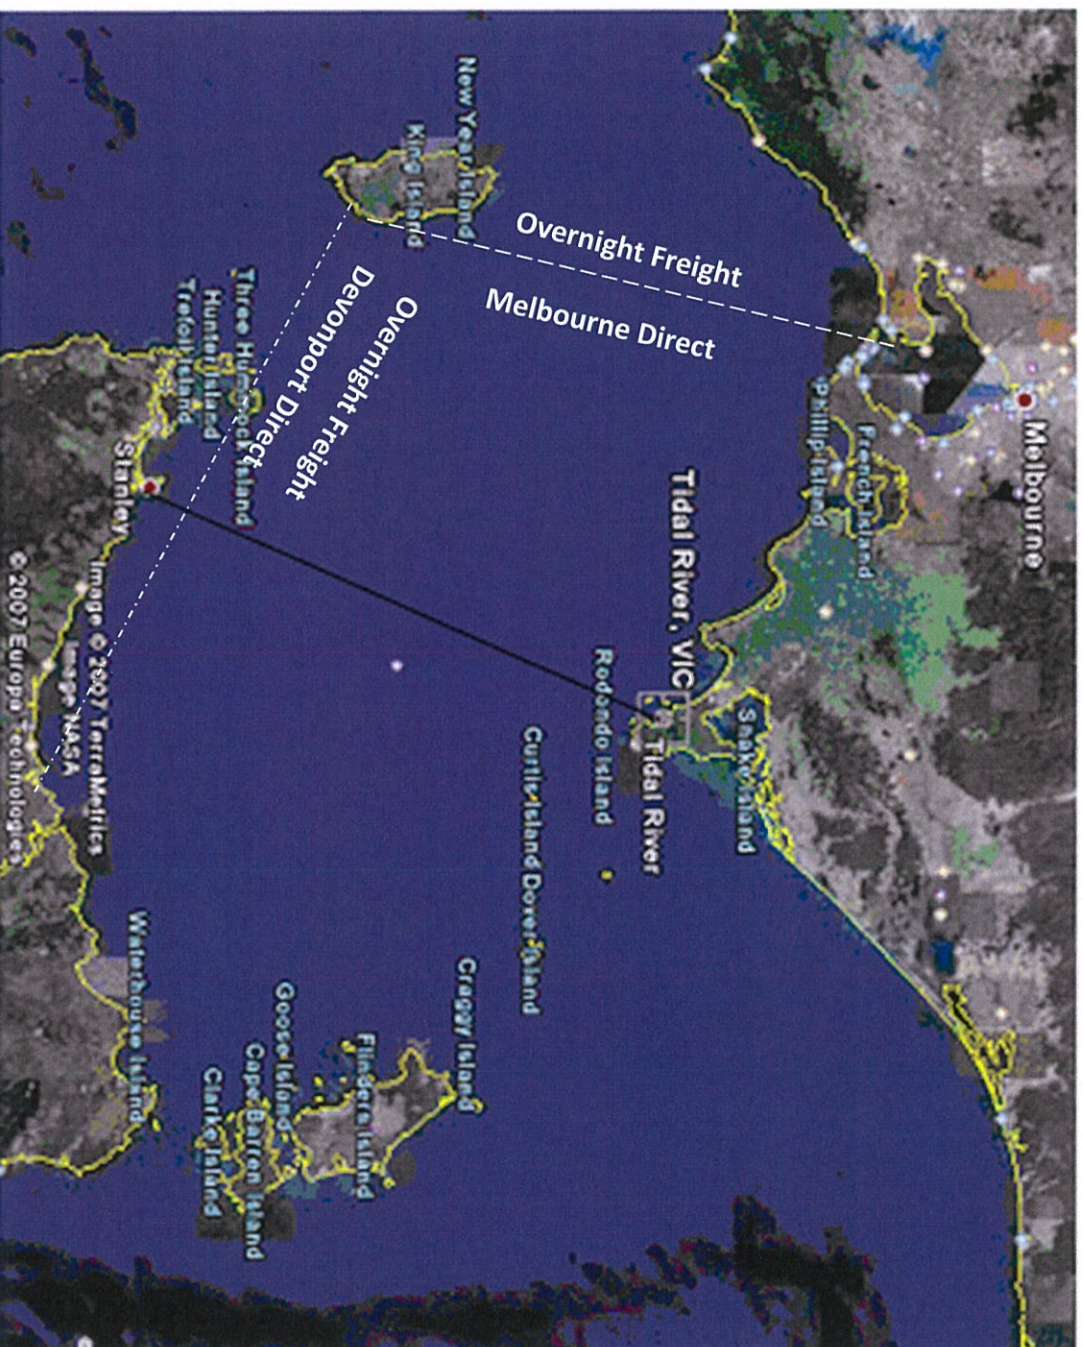 Melbourne
French Island
Phillip Island
Overnight Freight
Melbourne Direct
New Year Island
King Island
Overnight Freight
Devonport Direct
Three Hummock Island
Hunter Island
Trefoil Island
Stanley
Tidal River, VIC
Tidal River
Snake Island
Rodondo Island
Curtis Island
Dover Island
Craggy Island
Flinders Island
Goose Island
Cape Barren Island
Clarke Island
Waterhouse Island
Image © 2007 TerraMetrics
Image NASA
© 2007 Europa Technologies